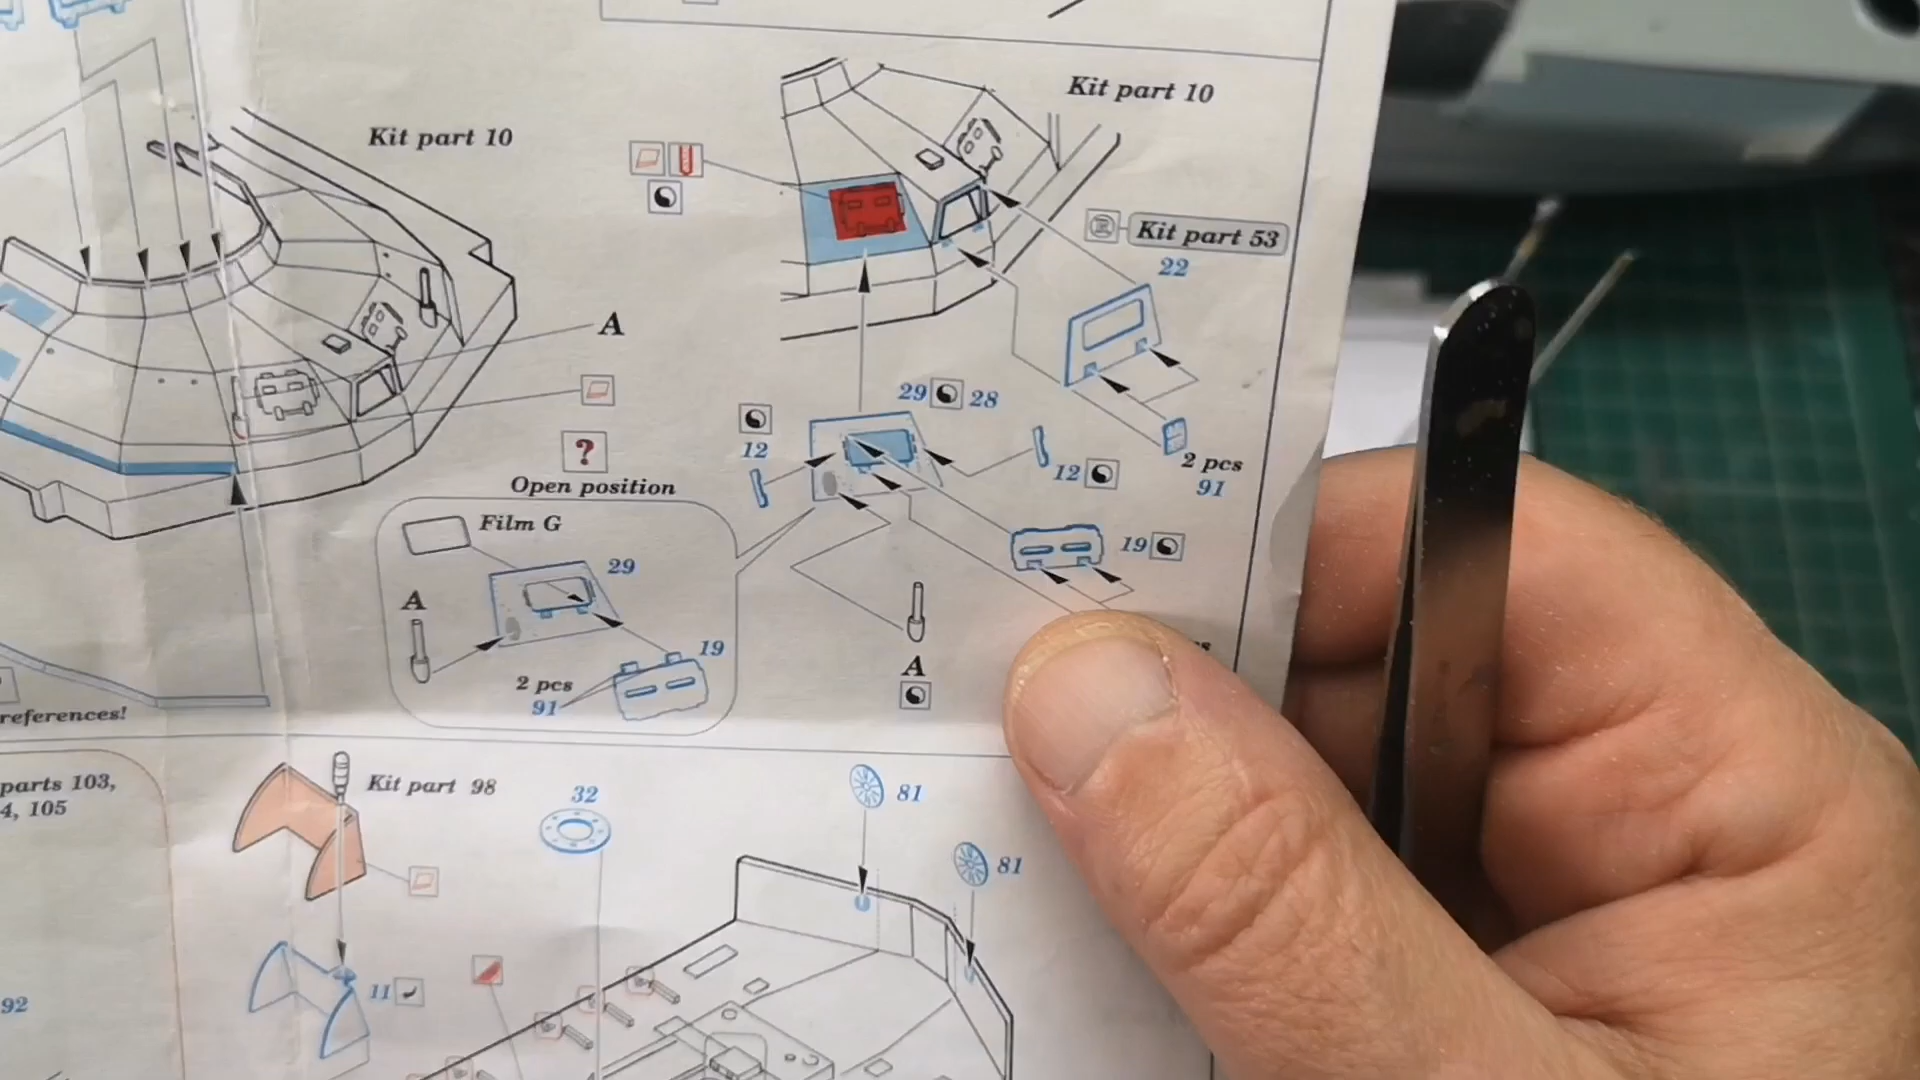 Kit part 10
Kit part 10
Kit part 53
22
A
?
Open position
29
28
12
12
2 pcs
91
19
Film G
29
A
19
2 pcs
91
A
references!
parts 103,
4, 105
Kit part 98
32
81
81
11
92